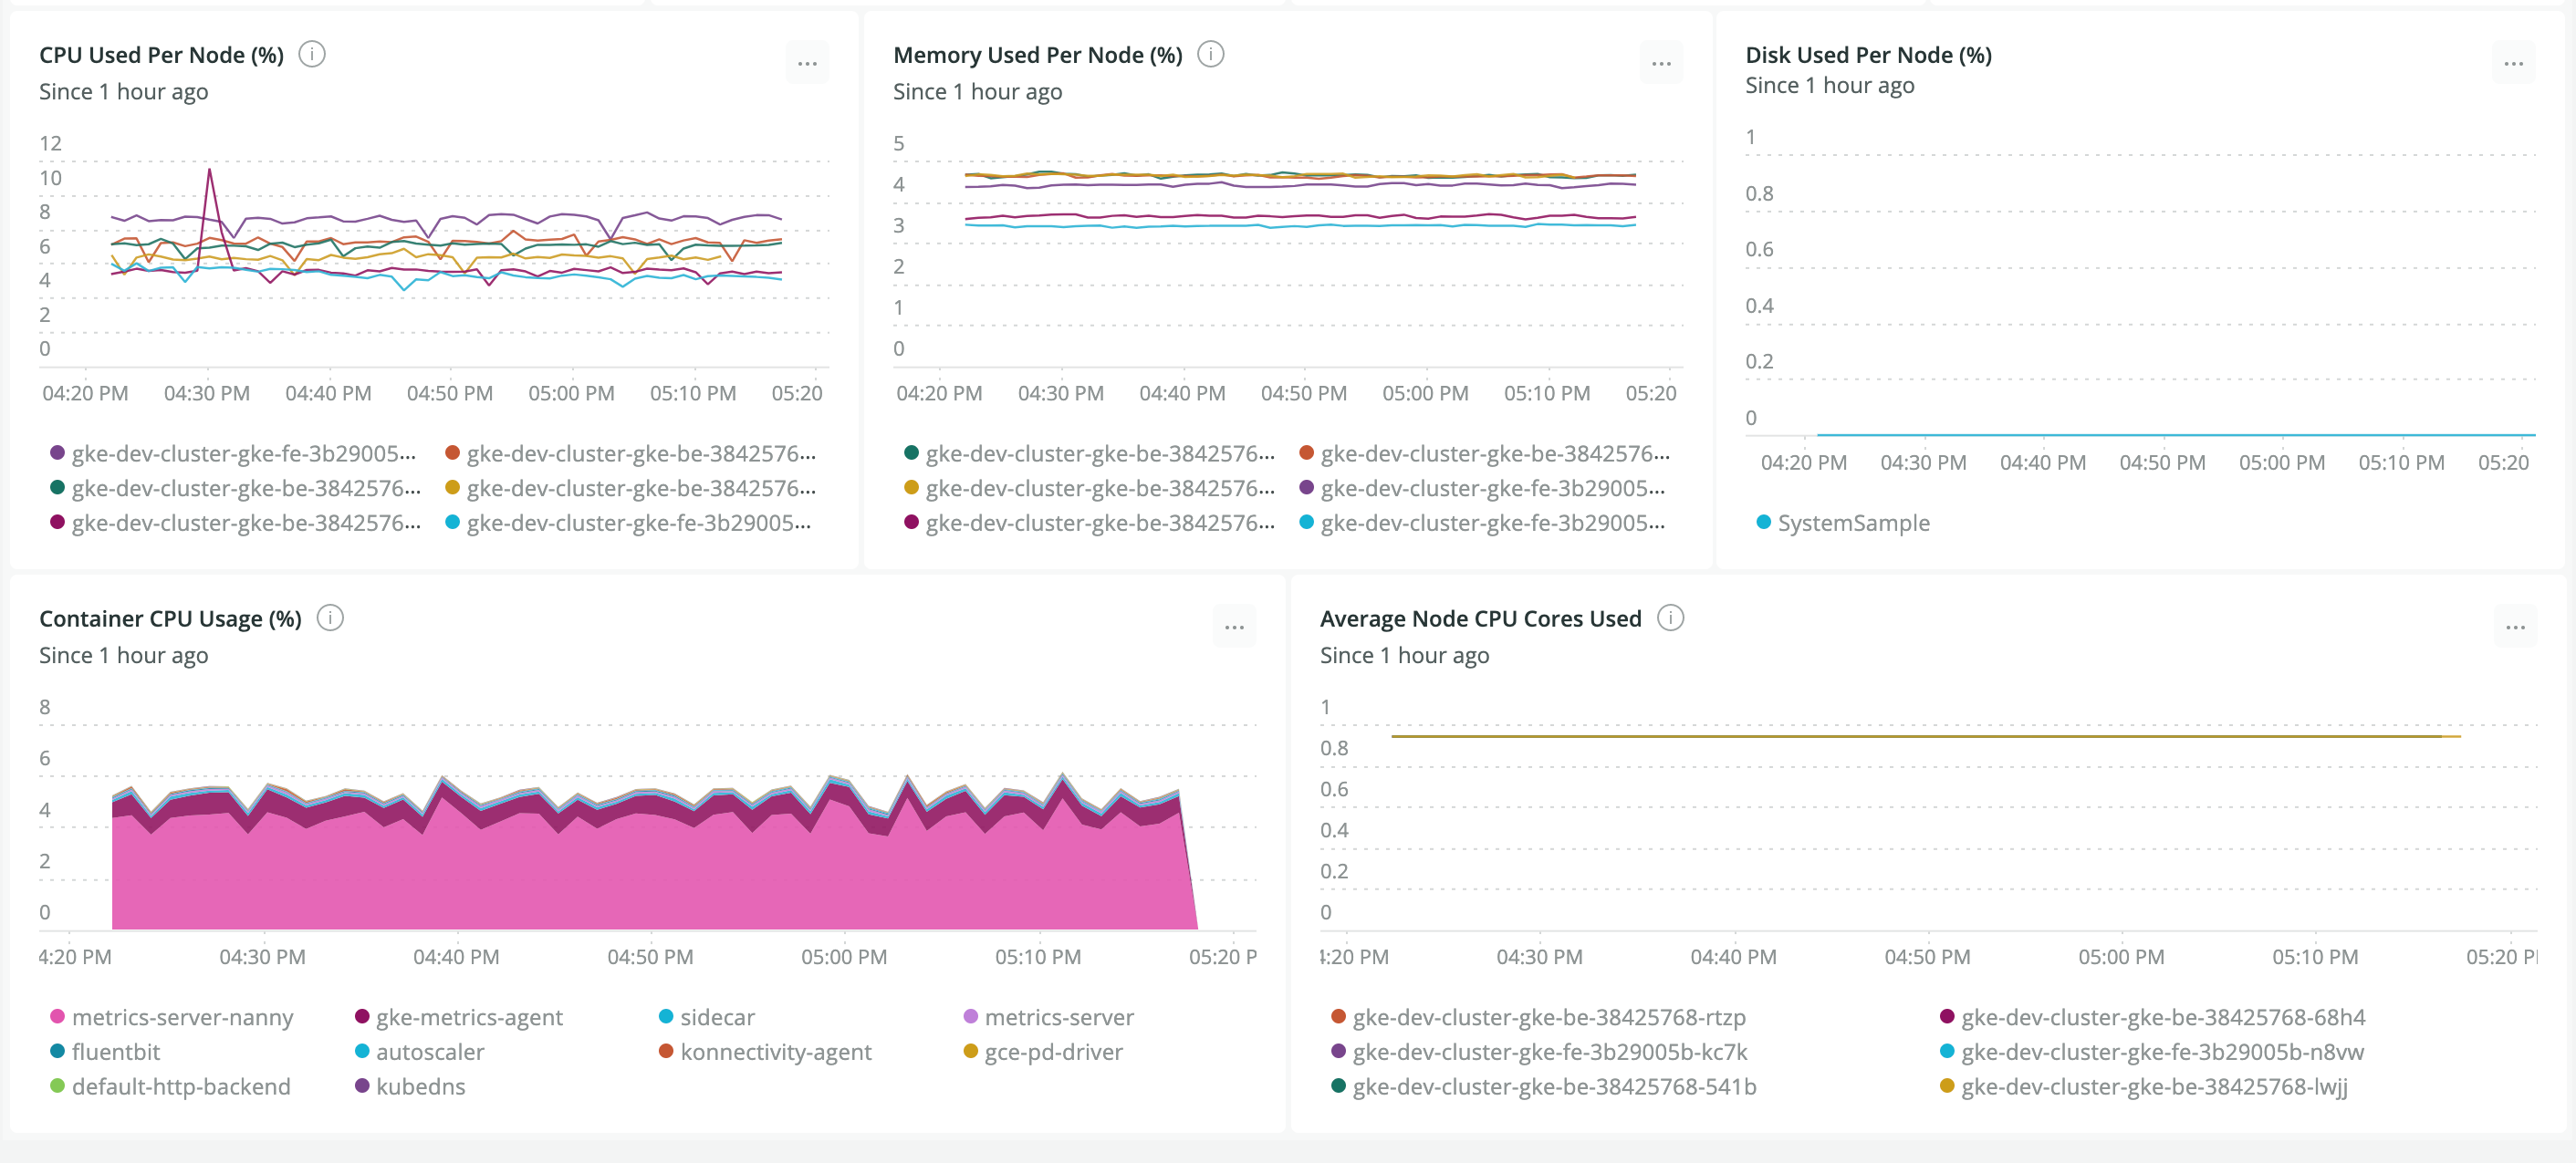 CPU Used Per Node (%)
Since 1 hour ago
12
10
8
6
4
2
0
04:20 PM 04:30 PM 04:40 PM 04:50 PM 05:00 PM 05:10 PM 05:20
gke-dev-cluster-gke-fe-3b29005... gke-dev-cluster-gke-be-3842576...
gke-dev-cluster-gke-be-3842576... gke-dev-cluster-gke-be-3842576...
gke-dev-cluster-gke-be-3842576... gke-dev-cluster-gke-fe-3b29005...
Memory Used Per Node (%)
Since 1 hour ago
5
4
3
2
1
0
04:20 PM 04:30 PM 04:40 PM 04:50 PM 05:00 PM 05:10 PM 05:20
gke-dev-cluster-gke-be-3842576... gke-dev-cluster-gke-be-3842576...
gke-dev-cluster-gke-be-3842576... gke-dev-cluster-gke-fe-3b29005...
gke-dev-cluster-gke-be-3842576... gke-dev-cluster-gke-fe-3b29005...
Disk Used Per Node (%)
Since 1 hour ago
1
0.8
0.6
0.4
0.2
0
04:20 PM 04:30 PM 04:40 PM 04:50 PM 05:00 PM 05:10 PM 05:20
SystemSample
Container CPU Usage (%)
Since 1 hour ago
8
6
4
2
0
4:20 PM 04:30 PM 04:40 PM 04:50 PM 05:00 PM 05:10 PM 05:20 P
metrics-server-nanny gke-metrics-agent sidecar metrics-server
fluentbit autoscaler konnectivity-agent gce-pd-driver
default-http-backend kubedns
Average Node CPU Cores Used
Since 1 hour ago
1
0.8
0.6
0.4
0.2
0
:20 PM 04:30 PM 04:40 PM 04:50 PM 05:00 PM 05:10 PM 05:20 P
gke-dev-cluster-gke-be-38425768-rtzp gke-dev-cluster-gke-be-38425768-68h4
gke-dev-cluster-gke-fe-3b29005b-kc7k gke-dev-cluster-gke-fe-3b29005b-n8vw
gke-dev-cluster-gke-be-38425768-541b gke-dev-cluster-gke-be-38425768-lwjj